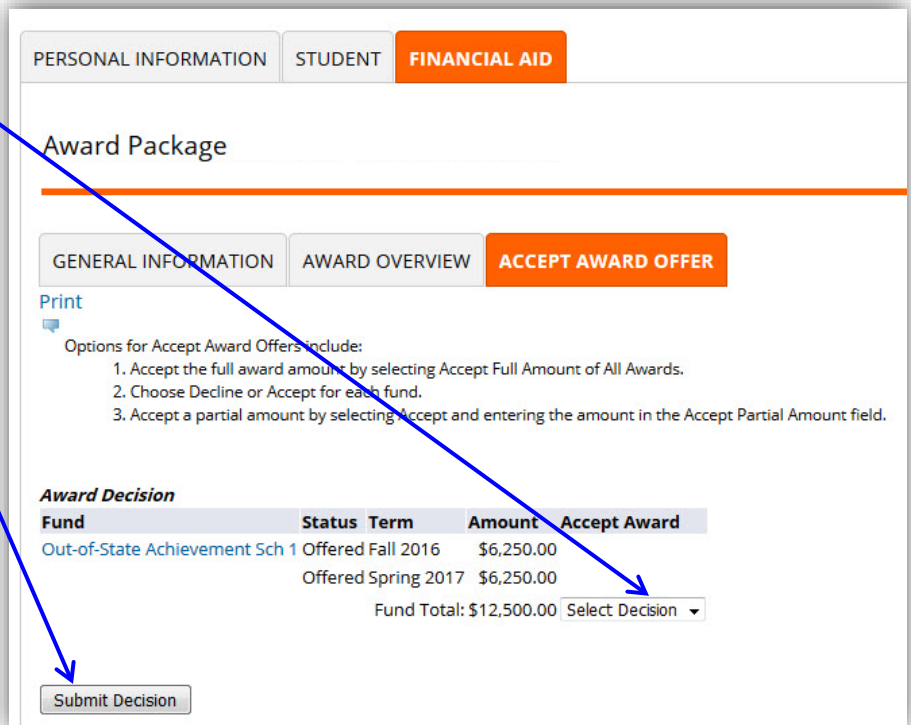 PERSONAL INFORMATION STUDENT FINANCIAL AID
Award Package
GENERAL INFORMATION AWARD OVERVIEW ACCEPT AWARD OFFER
Print
Options for Accept Award Offers include:
1. Accept the full award amount by selecting Accept Full Amount of All Awards.
2. Choose Decline or Accept for each fund.
3. Accept a partial amount by selecting Accept and entering the amount in the Accept Partial Amount field.
Award Decision
Fund Status Term Amount Accept Award
Out-of-State Achievement Sch 1 Offered Fall 2016 $6,250.00
Offered Spring 2017 $6,250.00
Fund Total: $12,500.00 Select Decision
Submit Decision